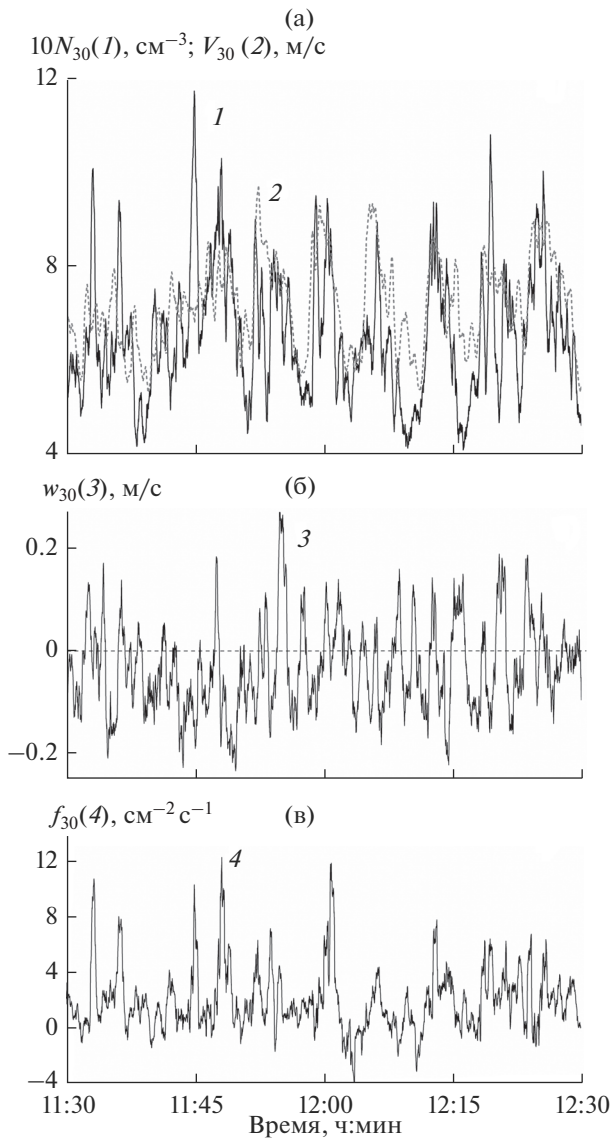 (а)
10N₃₀(1), см⁻³; V₃₀ (2), м/с
12
1
2
8
4
w₃₀(3), м/с
(б)
3
0.2
0
−0.2
f₃₀(4), см⁻² с⁻¹
(в)
4
12
8
4
0
−4
11:30
11:45
12:00
12:15
12:30
Время, ч:мин